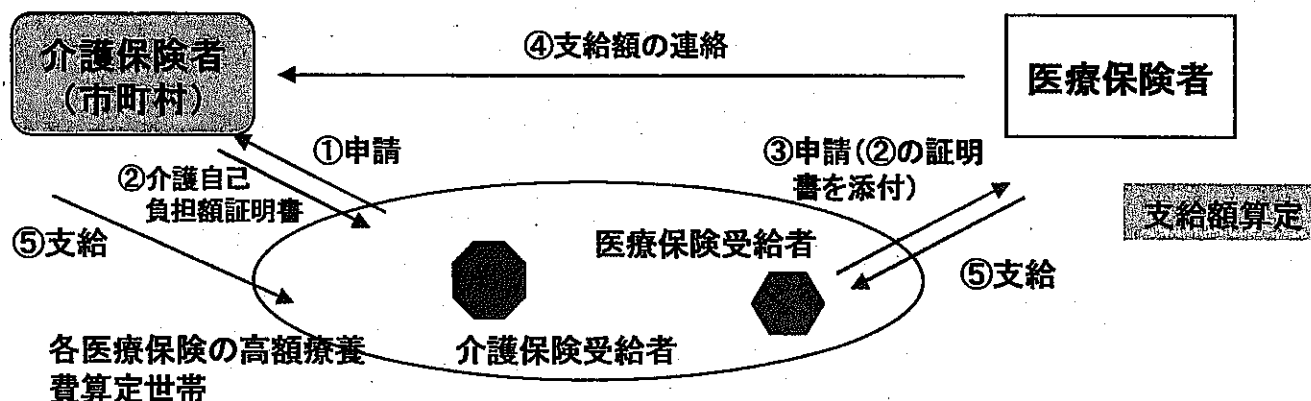 介護保険者
(市町村)
④支給額の連絡
医療保険者
①申請
②介護自己
負担額証明書
③申請(②の証明
書を添付)
支給額算定
⑤支給
医療保険受給者
⑤支給
介護保険受給者
各医療保険の高額療養
費算定世帯